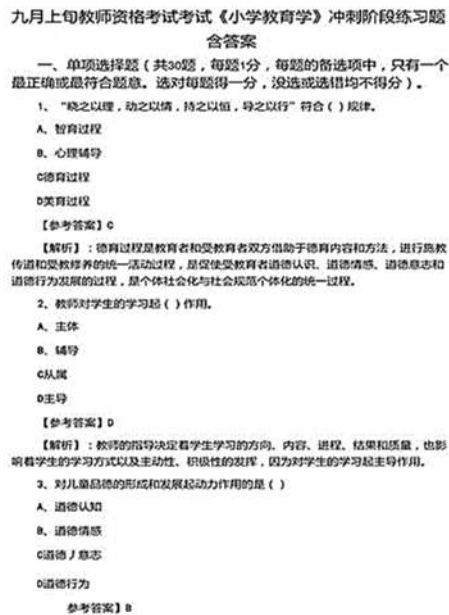 九月上旬教师资格考试考试《小学教育学》冲刺阶段练习题
含答案
一、单项选择题（共30题，每题1分，每题的备选项中，只有一个
最正确或最符合题意。选对每题得一分，没选或选错均不得分）。
1、“晓之以理，动之以情，持之以恒，导之以行”符合（）规律。
A、智育过程
B、心理辅导
C德育过程
D美育过程
【参考答案】C
【解析】：德育过程是教育者和受教育者双方借助于德育内容和方法，进行施教
传道和受教修养的统一活动过程，是促使受教育者道德认识、道德情感、道德意志和
道德行为发展的过程，是个体社会化与社会规范个体化的统一过程。
2、教师对学生的学习起（）作用。
A、主体
B、辅导
C从属
D主导
【参考答案】D
【解析】：教师的指导决定着学生学习的方向、内容、进程、结果和质量，也影
响着学生的学习方式以及主动性、积极性的发挥，因为对学生的学习起主导作用。
3、对儿童品德的形成和发展起动力作用的是（）
A、道德认知
B、道德情感
C道德丿意志
D道德行为
参考答案】B